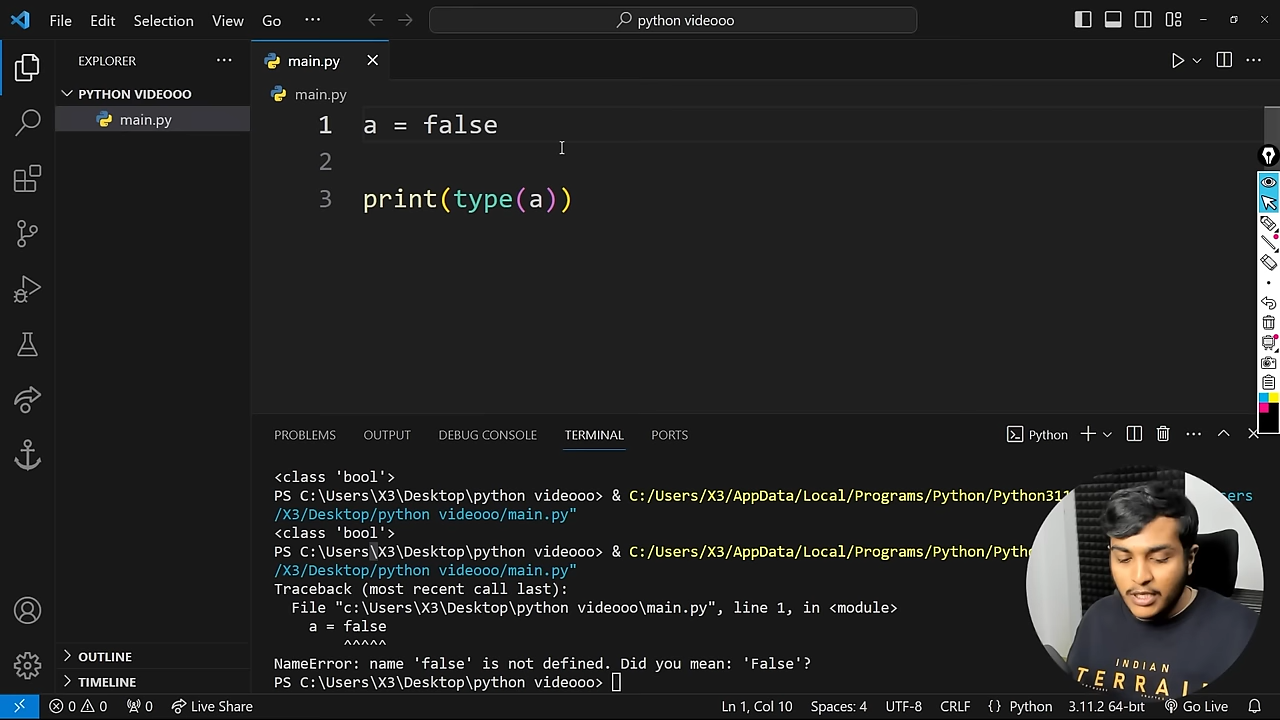 File Edit Selection View Go ···
python videooo
EXPLORER ···
PYTHON VIDEOOO
main.py
OUTLINE
TIMELINE
main.py
main.py
1 a = false
2
3 print(type(a))
PROBLEMS OUTPUT DEBUG CONSOLE TERMINAL PORTS
Python
<class 'bool'>
PS C:\Users\X3\Desktop\python videooo> & C:/Users/X3/AppData/Local/Programs/Python/Python311 sers
/X3/Desktop/python videooo/main.py"
<class 'bool'>
PS C:\Users\X3\Desktop\python videooo> & C:/Users/X3/AppData/Local/Programs/Pytho
/X3/Desktop/python videooo/main.py"
Traceback (most recent call last):
File "c:\Users\X3\Desktop\python videooo\main.py", line 1, in <module>
a = false
^^^^^
NameError: name 'false' is not defined. Did you mean: 'False'?
PS C:\Users\X3\Desktop\python videooo>
INDIAN
TERRAI
0 0 0 Live Share Ln 1, Col 10 Spaces: 4 UTF-8 CRLF {} Python 3.11.2 64-bit Go Live